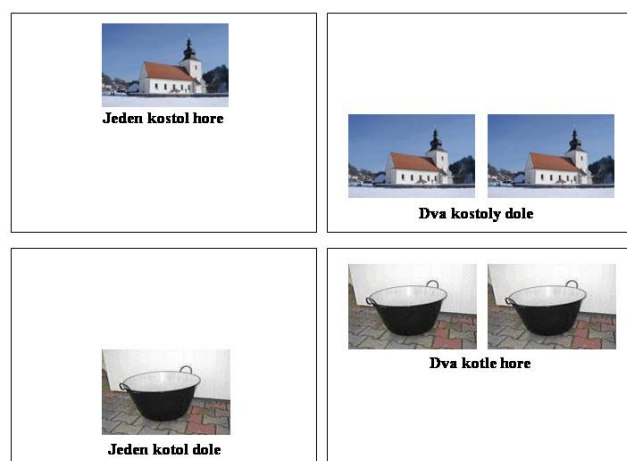 Jeden kostol hore
Dva kostoly dole
Jeden kotol dole
Dva kotle hore